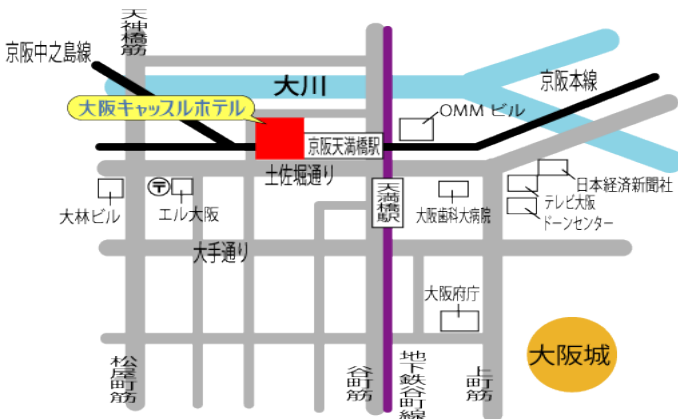 天神橋筋
京阪中之島線
大川
京阪本線
大阪キャッスルホテル
OMM ビル
京阪天満橋駅
土佐堀通り
天満橋駅
日本経済新聞社
テレビ大阪
ドーンセンター
大林ビル
〒
エル大阪
大阪歯科大病院
大手通り
大阪府庁
大阪城
松屋町筋
谷町筋
地下鉄谷町線
上町筋